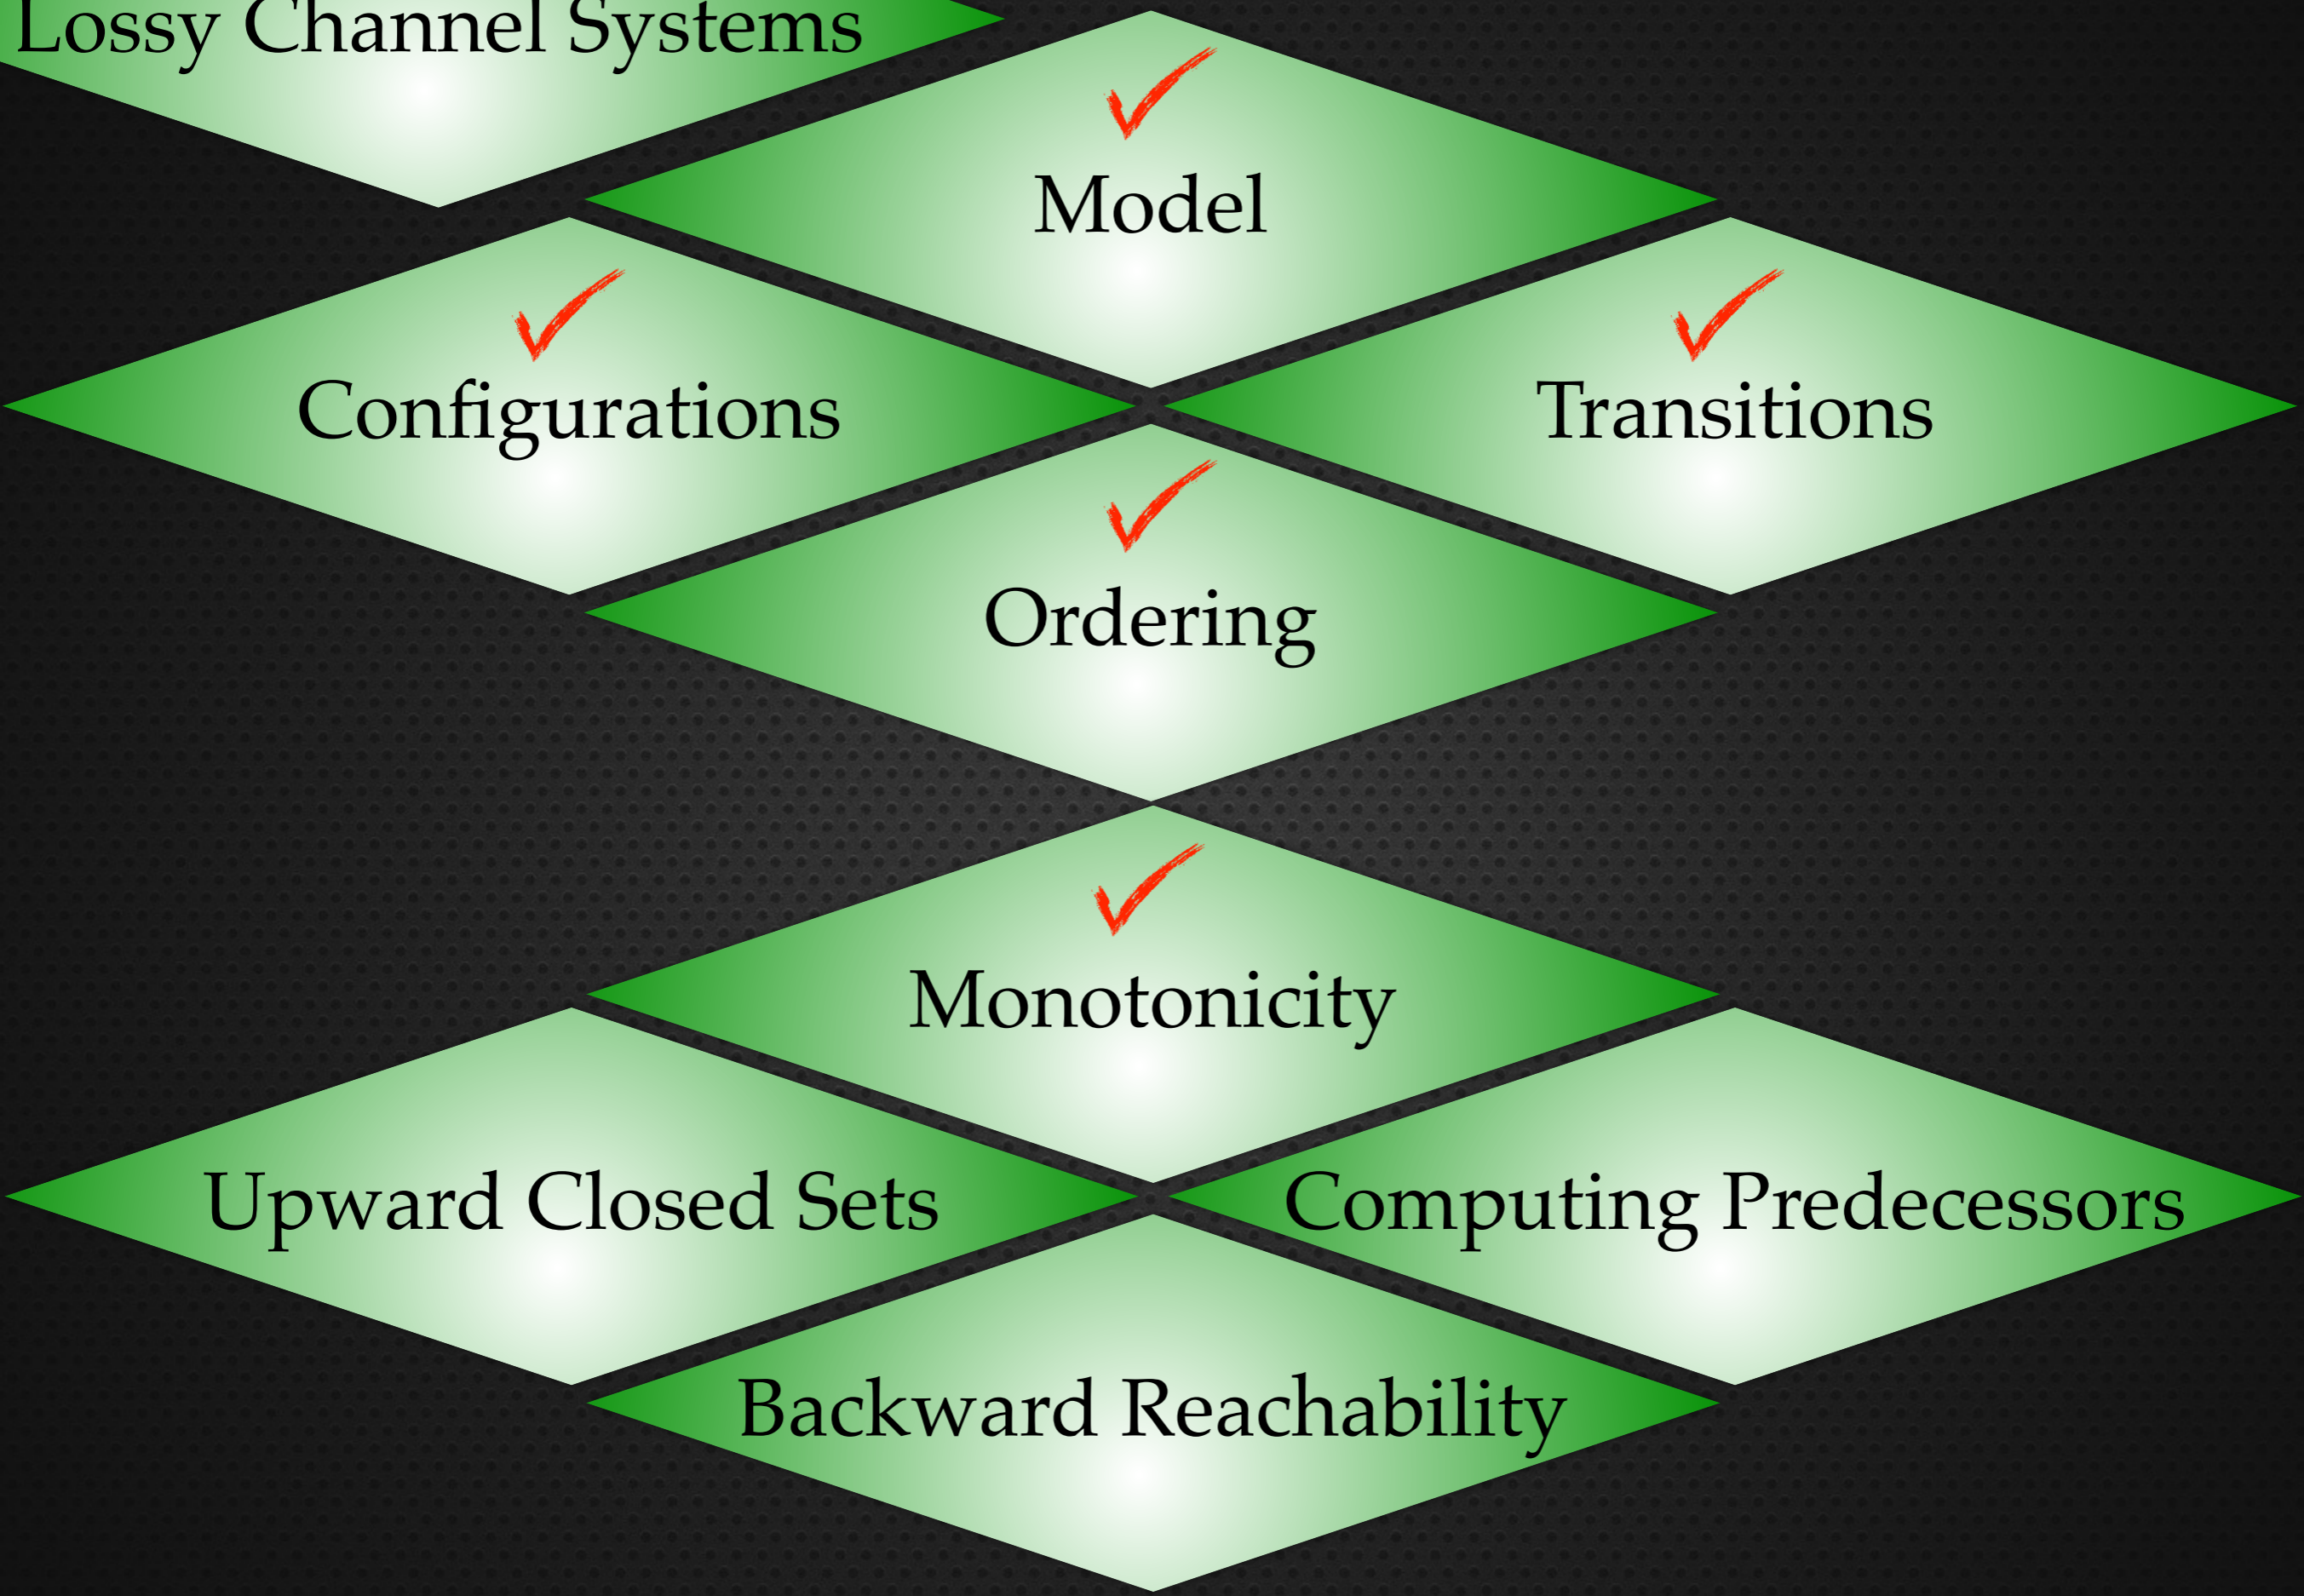 Lossy Channel Systems
Model
Configurations
Transitions
Ordering
Monotonicity
Upward Closed Sets
Computing Predecessors
Backward Reachability